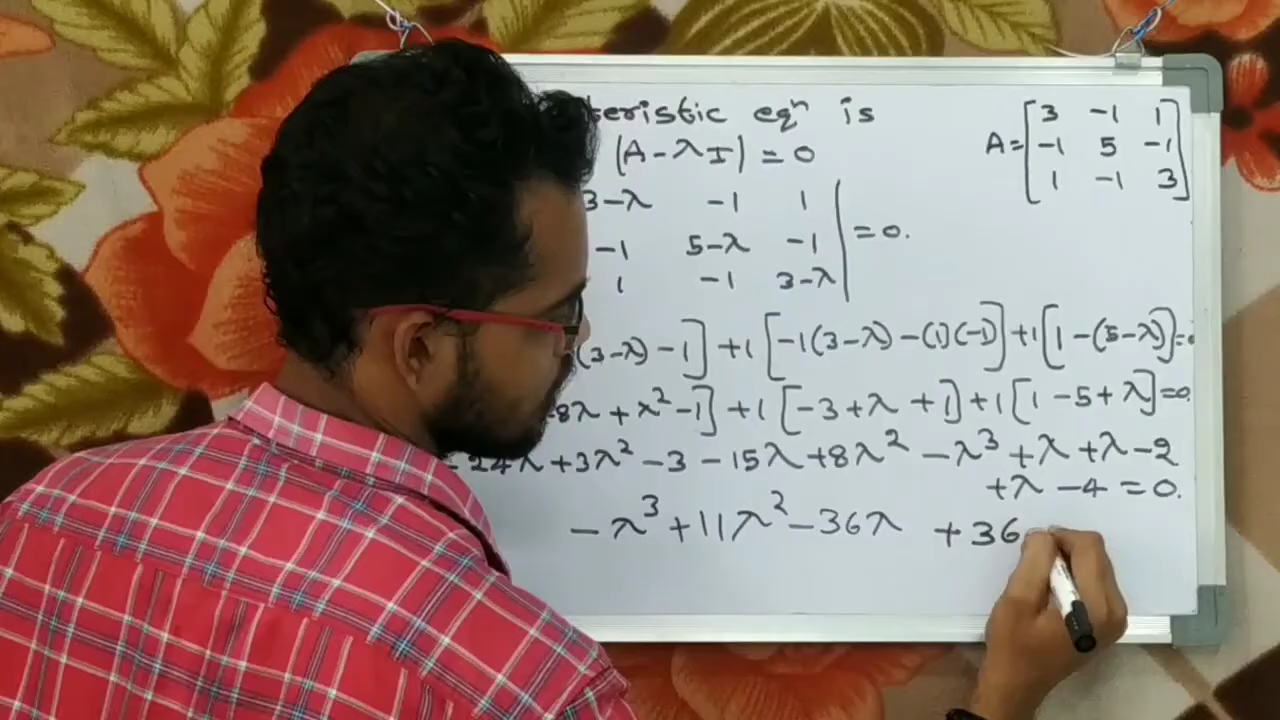 teristic eqⁿ is
|A-λI| = 0
A = [3 -1 1
-1 5 -1
1 -1 3]
3-λ -1 1
-1 5-λ -1 | = 0.
1 -1 3-λ
(3-λ) -1] +1 [-1(3-λ) - (1)(-1)] +1 [1 - (5-λ)] =
8λ + λ² -1] +1 [-3+λ +1] +1 [1 -5+λ] =0.
- 24λ +3λ² -3 -15λ +8λ² -λ³ +λ +λ -2
+λ -4 =0.
-λ³ +11λ² -36λ +36